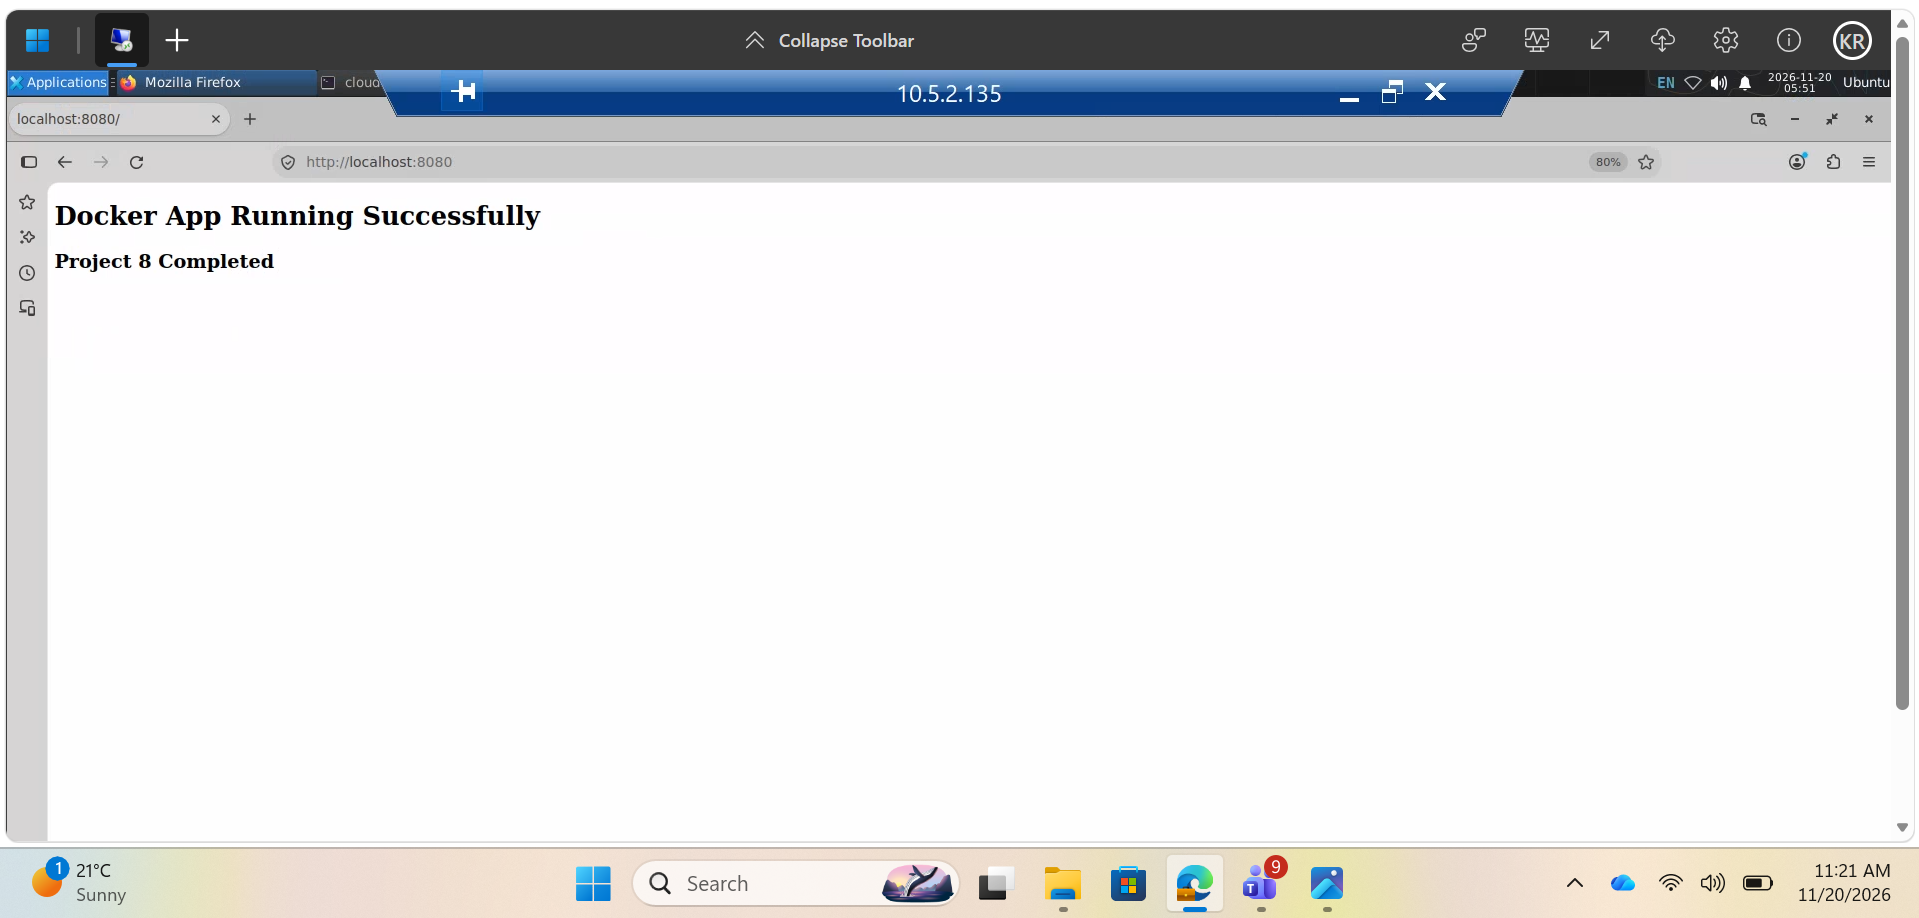 Collapse Toolbar
KR
Applications
Mozilla Firefox
cloud
10.5.2.135
EN
2026-11-20
05:51
Ubuntu
localhost:8080/
http://localhost:8080
80%
Docker App Running Successfully
Project 8 Completed
1
21°C
Sunny
Search
T
9
11:21 AM
11/20/2026